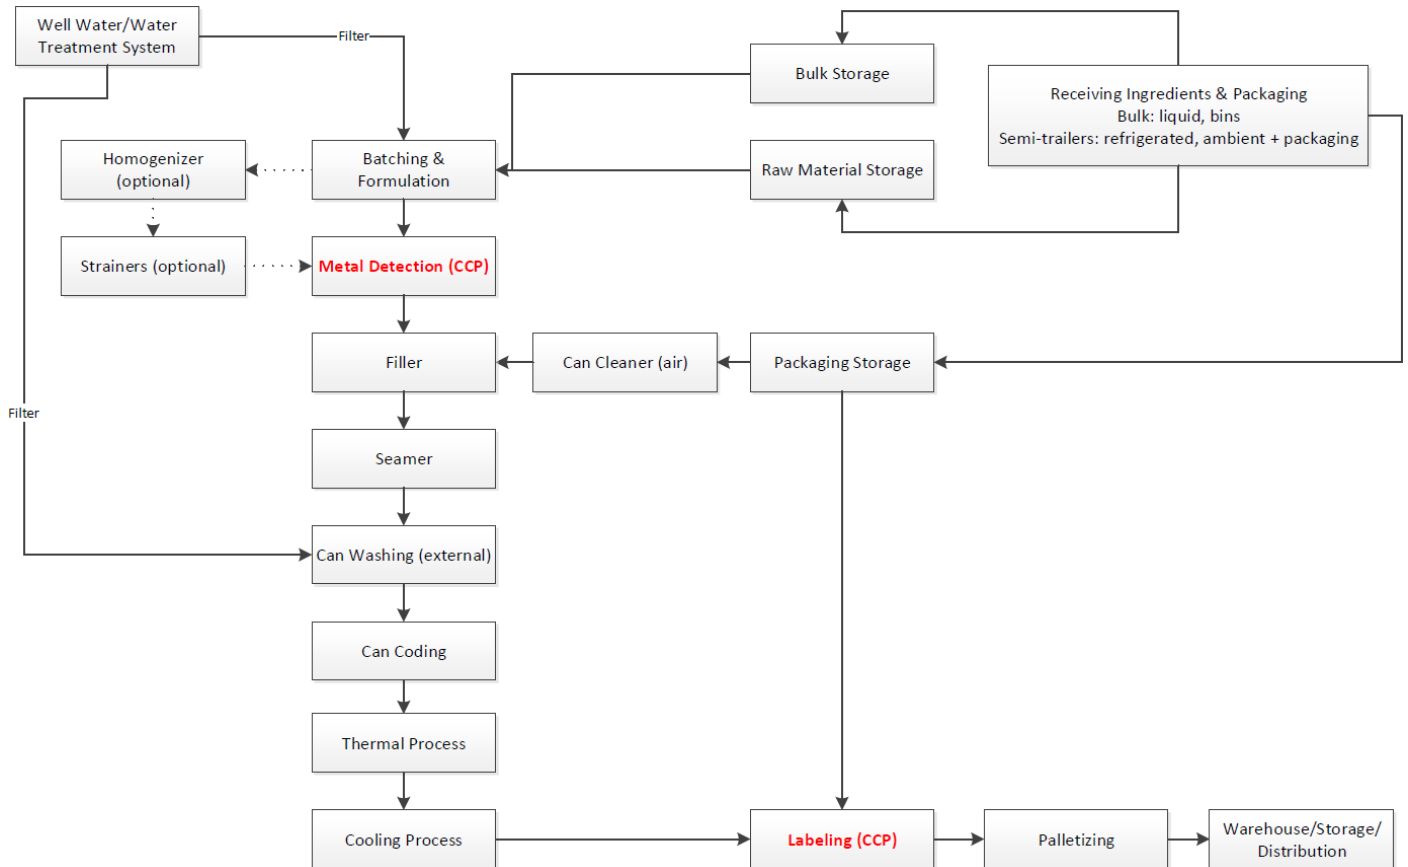 Well Water/Water
Treatment System
Filter
Bulk Storage
Receiving Ingredients & Packaging
Bulk: liquid, bins
Semi-trailers: refrigerated, ambient + packaging
Homogenizer
(optional)
Batching &
Formulation
Raw Material Storage
Strainers (optional)
Metal Detection (CCP)
Filler
Can Cleaner (air)
Packaging Storage
Filter
Seamer
Can Washing (external)
Can Coding
Thermal Process
Cooling Process
Labeling (CCP)
Palletizing
Warehouse/Storage/
Distribution